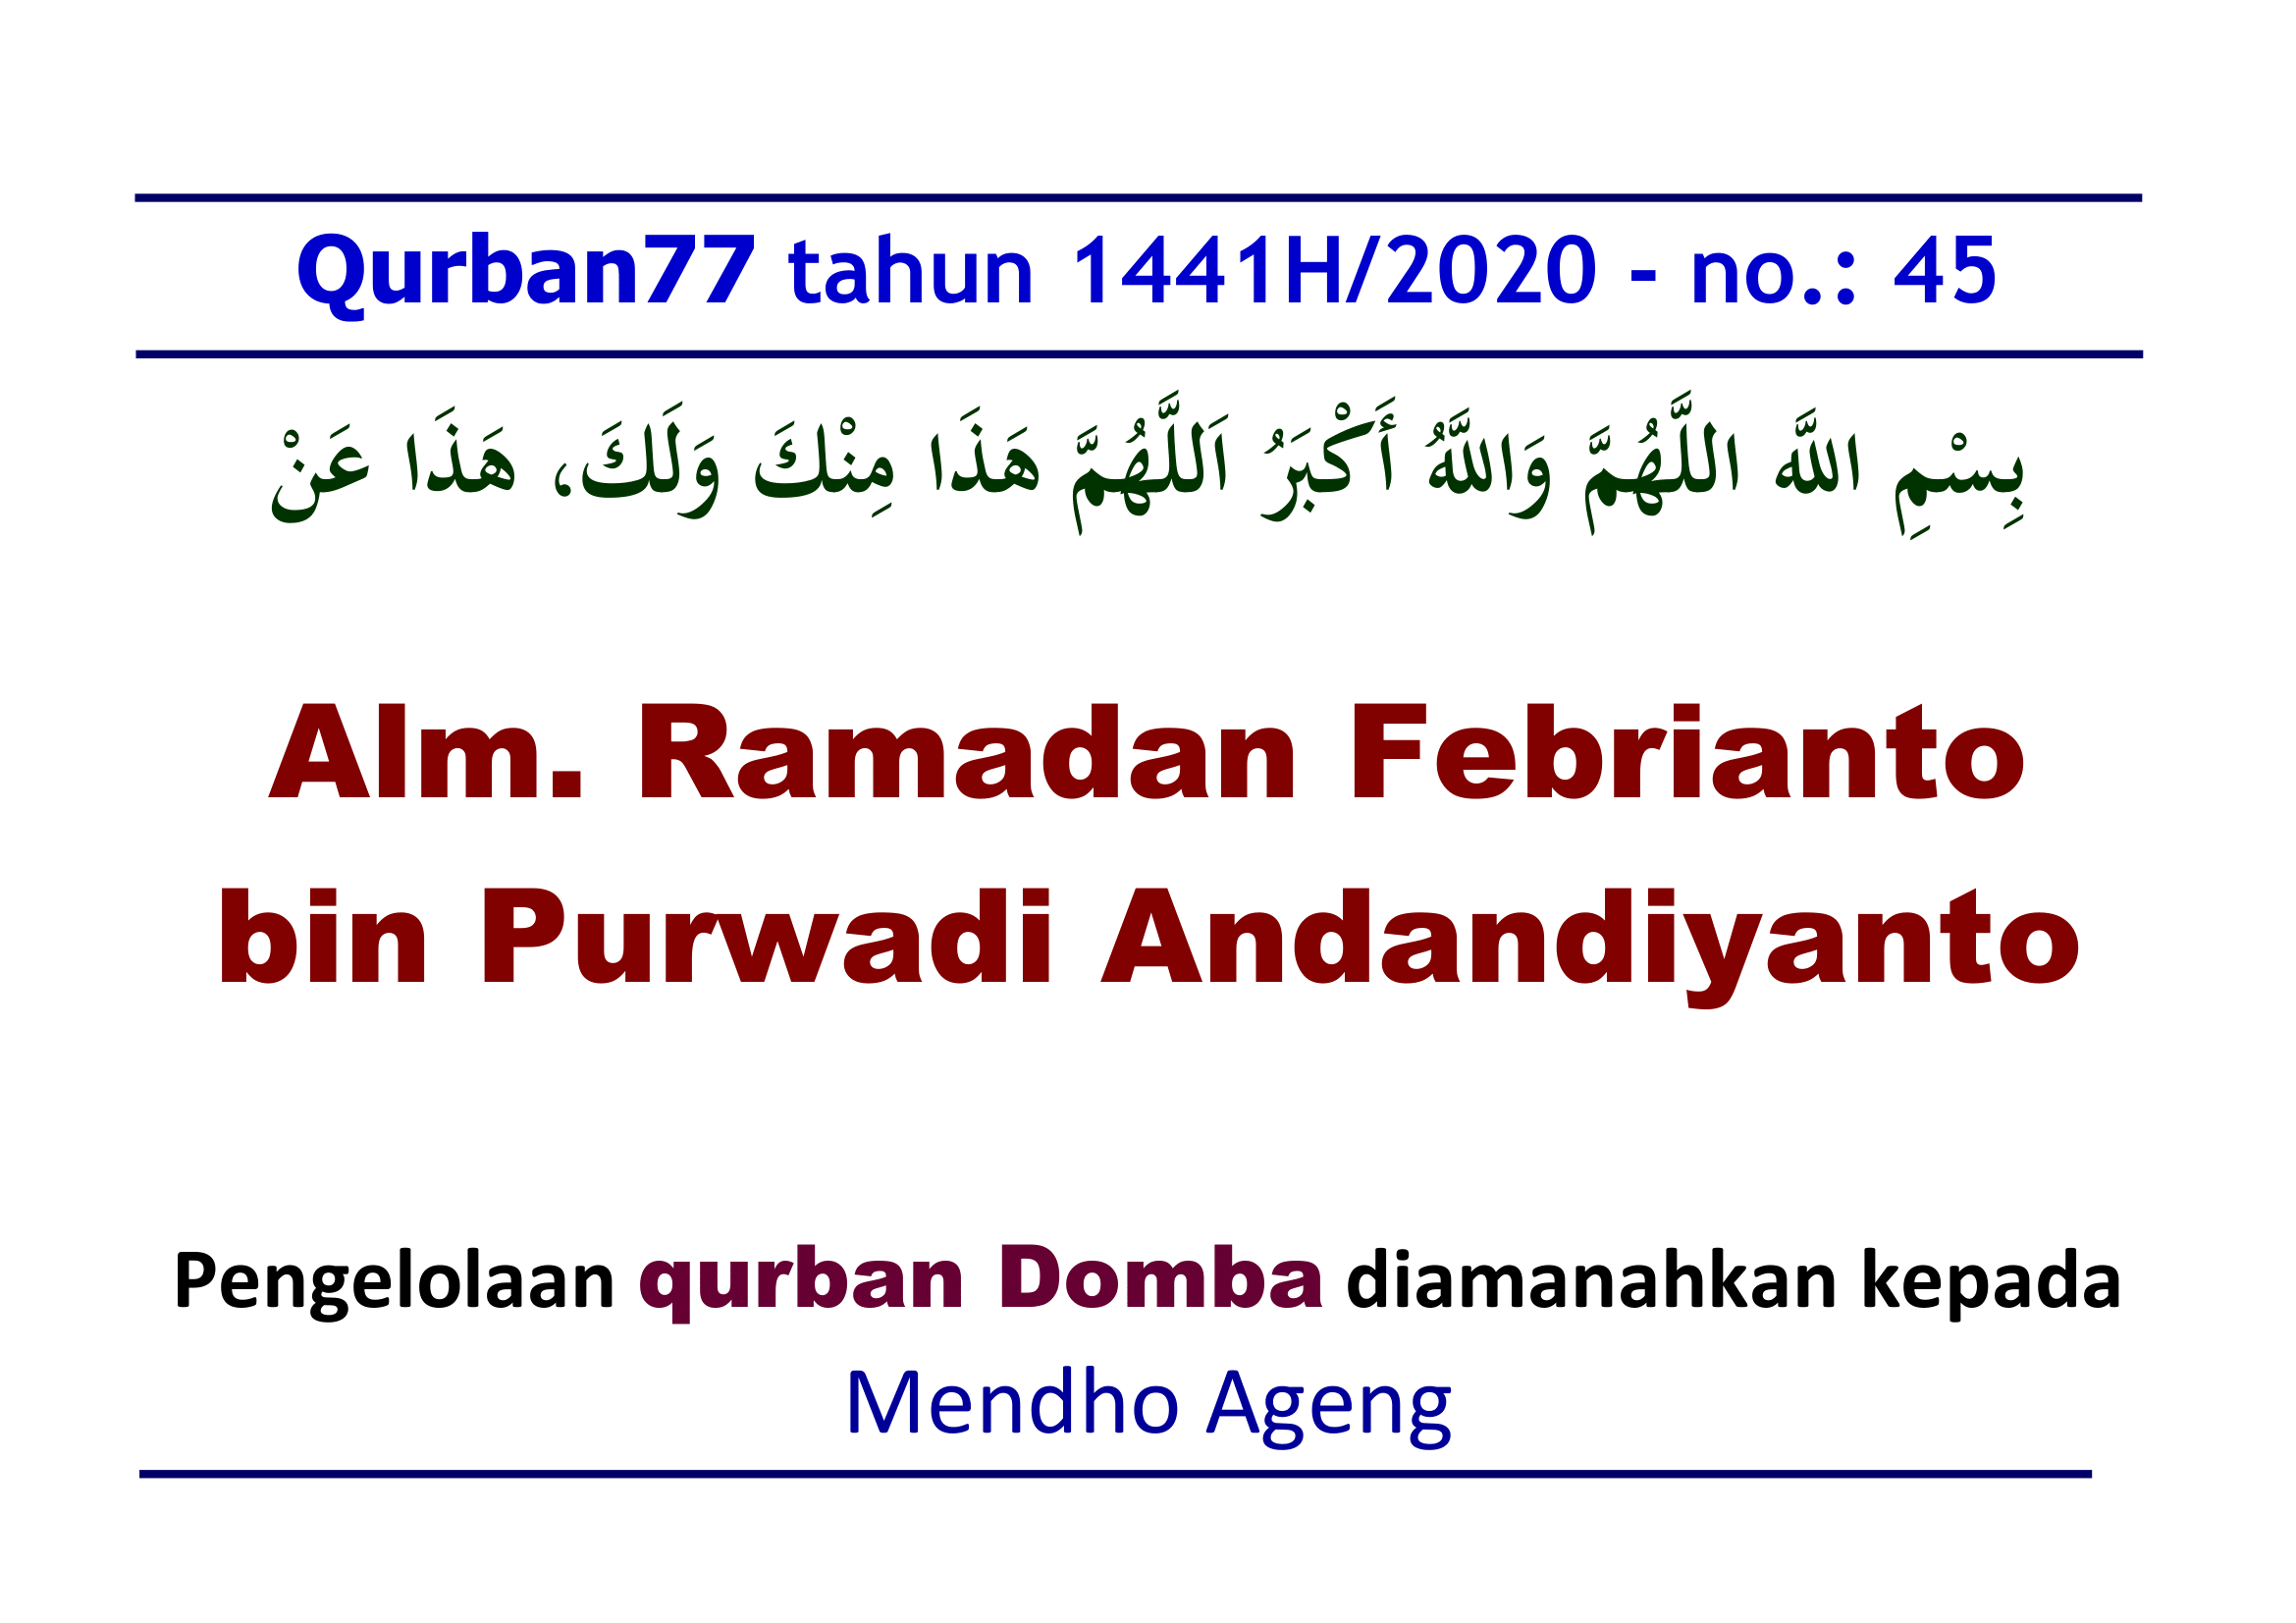 Qurban77 tahun 1441H/2020 - no.: 45
بِسْمِ اللَّه اللَّهُمَّ وَاللَّهُ أَكْبَرُ اَللَّهُمَّ هَذَا مِنْكَ وَلَكَ، هَذَا عَنْ
Alm. Ramadan Febrianto
bin Purwadi Andandiyanto
Pengelolaan qurban Domba diamanahkan kepada
Mendho Ageng